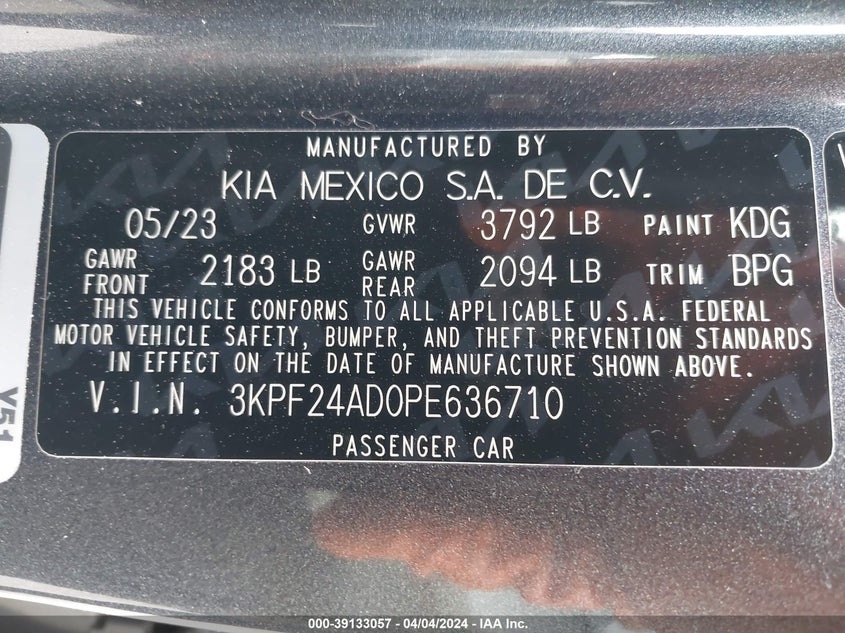 MANUFACTURED BY
KIA MEXICO S.A. DE C.V.
05/23 GVWR 3792 LB PAINT KDG
GAWR FRONT 2183 LB GAWR REAR 2094 LB TRIM BPG
THIS VEHICLE CONFORMS TO ALL APPLICABLE U.S.A. FEDERAL
MOTOR VEHICLE SAFETY, BUMPER, AND THEFT PREVENTION STANDARDS
IN EFFECT ON THE DATE OF MANUFACTURE SHOWN ABOVE.
V.I.N. 3KPF24AD0PE636710
PASSENGER CAR
Y51
000-39133057 - 04/04/2024 - IAA Inc.